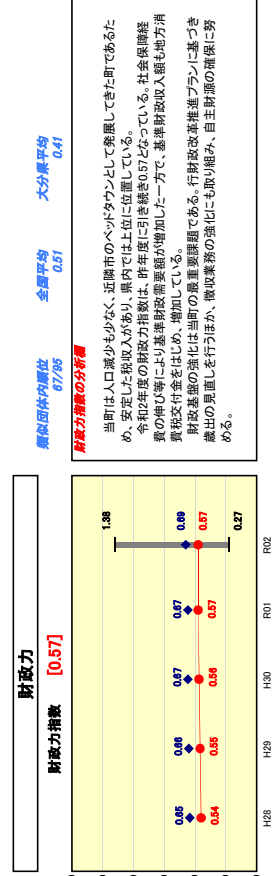 財政力
財政力指数 [0.57]
1.38
0.65
0.66
0.67
0.67
0.69
0.54
0.55
0.56
0.57
0.57
0.27
H28
H29
H30
R01
R02
類似団体内順位
67/95
全国平均
0.51
大分県平均
0.41
財政力指数の分析欄
当町は人口減少も少なく、近隣市のベッドタウンとして発展してきた町であるた
め、安定した税収入があり、県内では上位に位置している。
令和2年度の財政力指数は、昨年度に引き続き0.57となっている。社会保障経
費の伸び等により基準財政需要額が増加した一方で、基準財政収入額も地方消
費税交付金をはじめ、増加している。
財政基盤の強化は当町の最重要課題である。行財政改革推進プランに基づき
歳出の見直しを行うほか、徴収業務の強化にも取り組み、自主財源の確保に努
める。